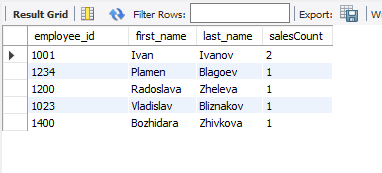 Result Grid Filter Rows: Export: W
employee_id first_name last_name salesCount
1001 Ivan Ivanov 2
1234 Plamen Blagoev 1
1200 Radoslava Zheleva 1
1023 Vladislav Bliznakov 1
1400 Bozhidara Zhivkova 1